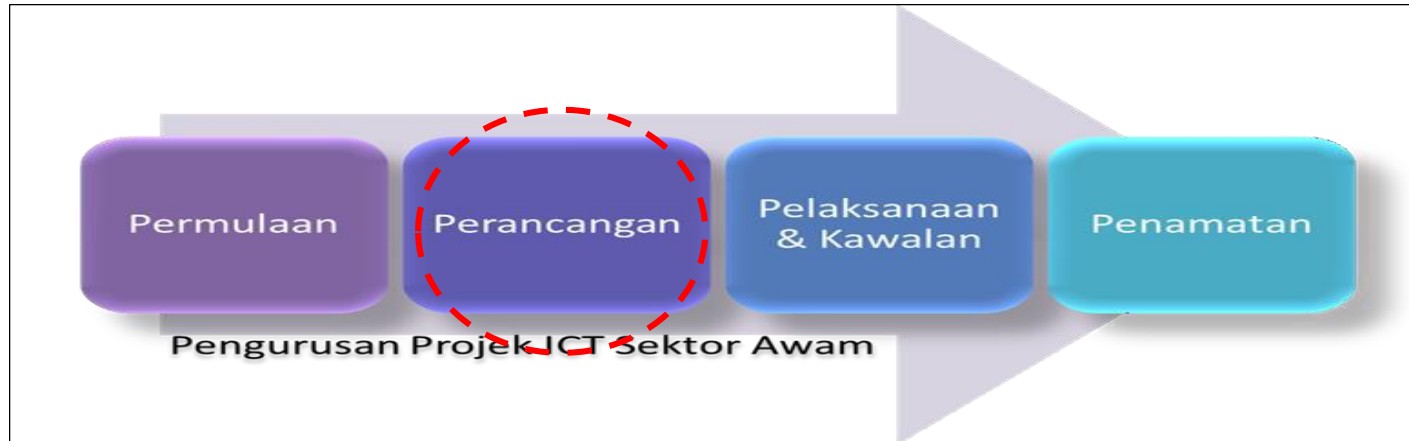 Permulaan
Perancangan
Pelaksanaan
& Kawalan
Penamatan
Pengurusan Projek ICT Sektor Awam